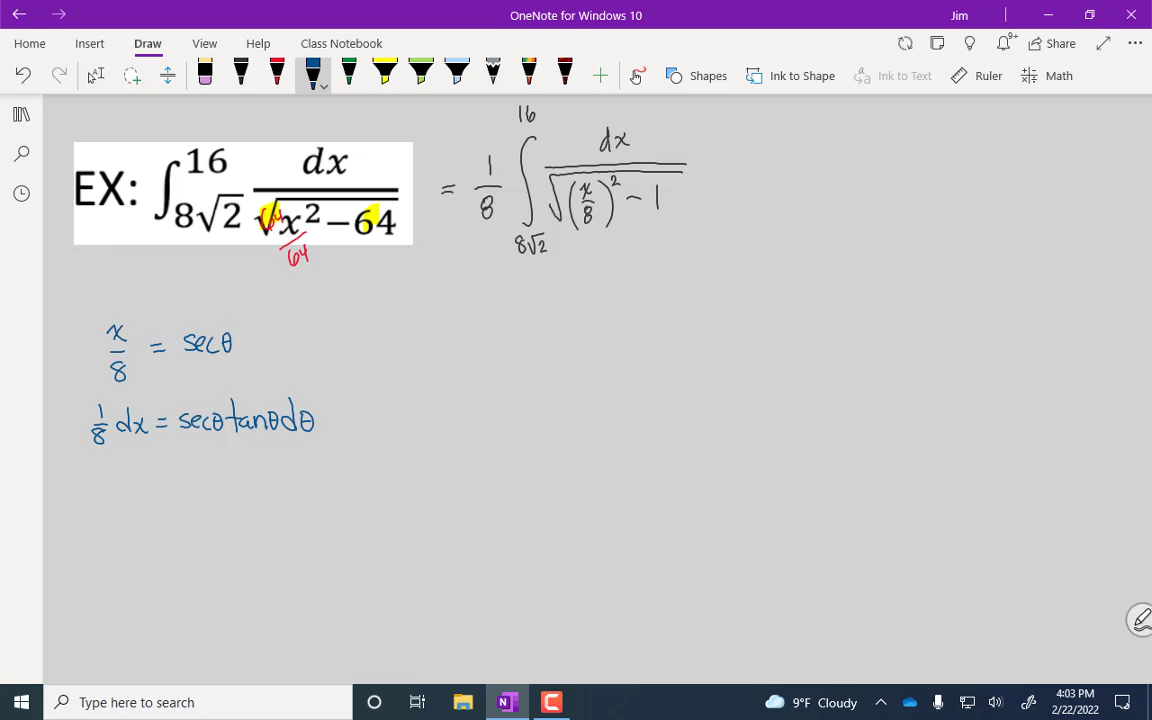 OneNote for Windows 10
Jim
Home Insert Draw View Help Class Notebook
9+
Share
Shapes Ink to Shape Ink to Text Ruler Math
EX: ∫_{8√2}^{16} dx / √(x² − 64) = 1/8 ∫_{8√2}^{16} dx / √((x/8)² − 1)
64
64
x/8 = secθ
1/8 dx = secθtanθdθ
Type here to search
9°F Cloudy
4:03 PM
2/22/2022